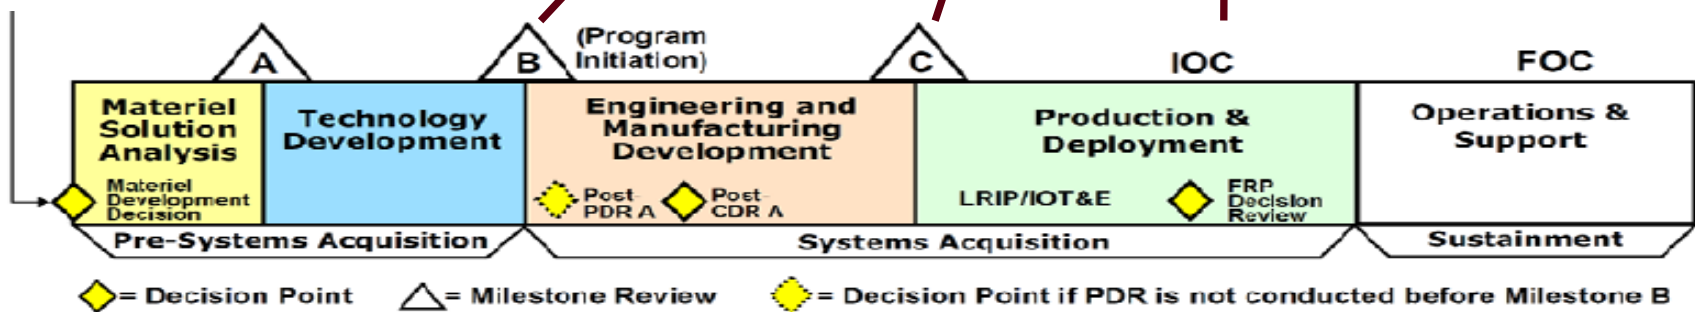 A
B
(Program
Initiation)
C
IOC
FOC
Materiel
Solution
Analysis
Technology
Development
Engineering and
Manufacturing
Development
Production &
Deployment
Operations &
Support
Materiel
Development
Decision
Post-
PDR A
Post-
CDR A
LRIP/IOT&E
FRP
Decision
Review
Pre-Systems Acquisition
Systems Acquisition
Sustainment
= Decision Point
= Milestone Review
= Decision Point if PDR is not conducted before Milestone B